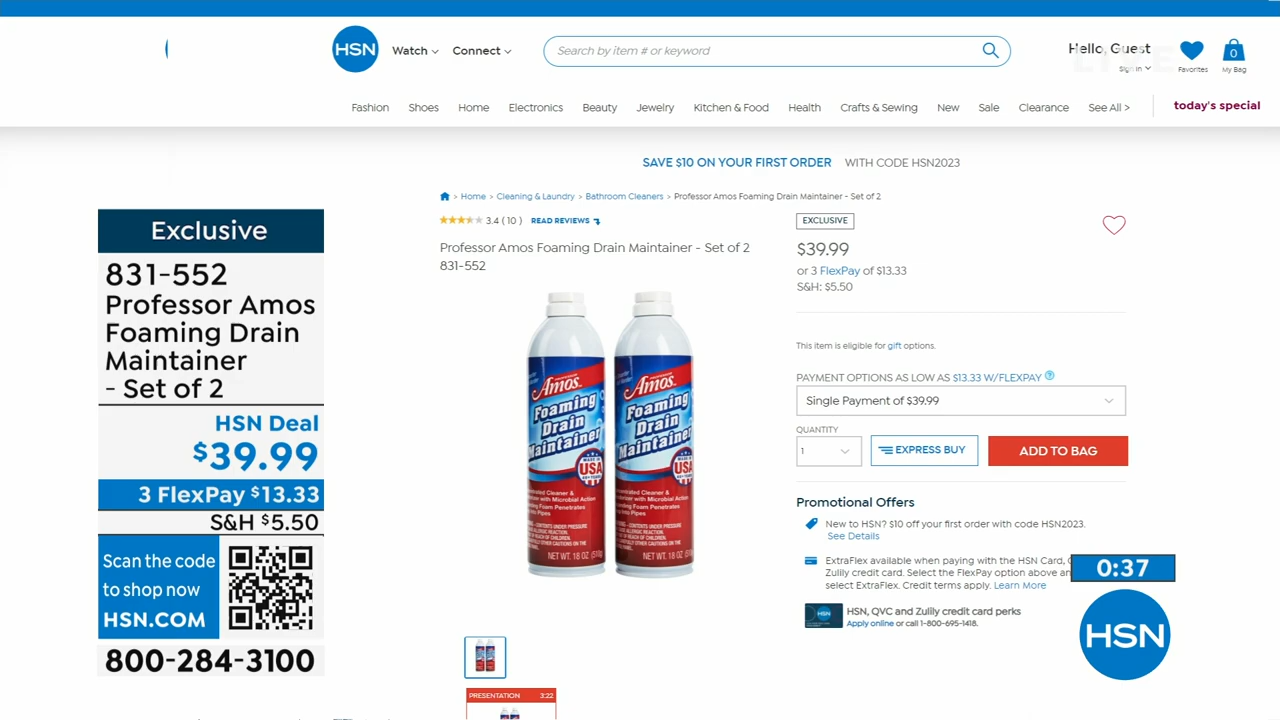 HSN
Watch
Connect
Search by item # or keyword
Hello, Guest
Sign In
Favorites
0
My Bag
Fashion
Shoes
Home
Electronics
Beauty
Jewelry
Kitchen & Food
Health
Crafts & Sewing
New
Sale
Clearance
See All >
today's special
SAVE $10 ON YOUR FIRST ORDER WITH CODE HSN2023
> Home > Cleaning & Laundry > Bathroom Cleaners > Professor Amos Foaming Drain Maintainer - Set of 2
3.4 ( 10 ) READ REVIEWS
Professor Amos Foaming Drain Maintainer - Set of 2
831-552
Exclusive
831-552
Professor Amos
Foaming Drain
Maintainer
- Set of 2
HSN Deal
$39.99
3 FlexPay $13.33
S&H $5.50
Scan the code
to shop now
HSN.COM
800-284-3100
Amos
Foaming
Drain
Maintainer
MADE IN
USA
NET WT. 18 OZ
Amos
Foaming
Drain
Maintainer
MADE IN
USA
NET WT. 18 OZ
PRESENTATION 3:22
EXCLUSIVE
$39.99
or 3 FlexPay of $13.33
S&H: $5.50
This item is eligible for gift options.
PAYMENT OPTIONS AS LOW AS $13.33 W/FLEXPAY
Single Payment of $39.99
QUANTITY
1
EXPRESS BUY
ADD TO BAG
Promotional Offers
New to HSN? $10 off your first order with code HSN2023.
See Details
ExtraFlex available when paying with the HSN Card,
Zulily credit card. Select the FlexPay option above an
select ExtraFlex. Credit terms apply. Learn More
HSN, QVC and Zulily credit card perks
Apply online or call 1-800-695-1418.
0:37
HSN